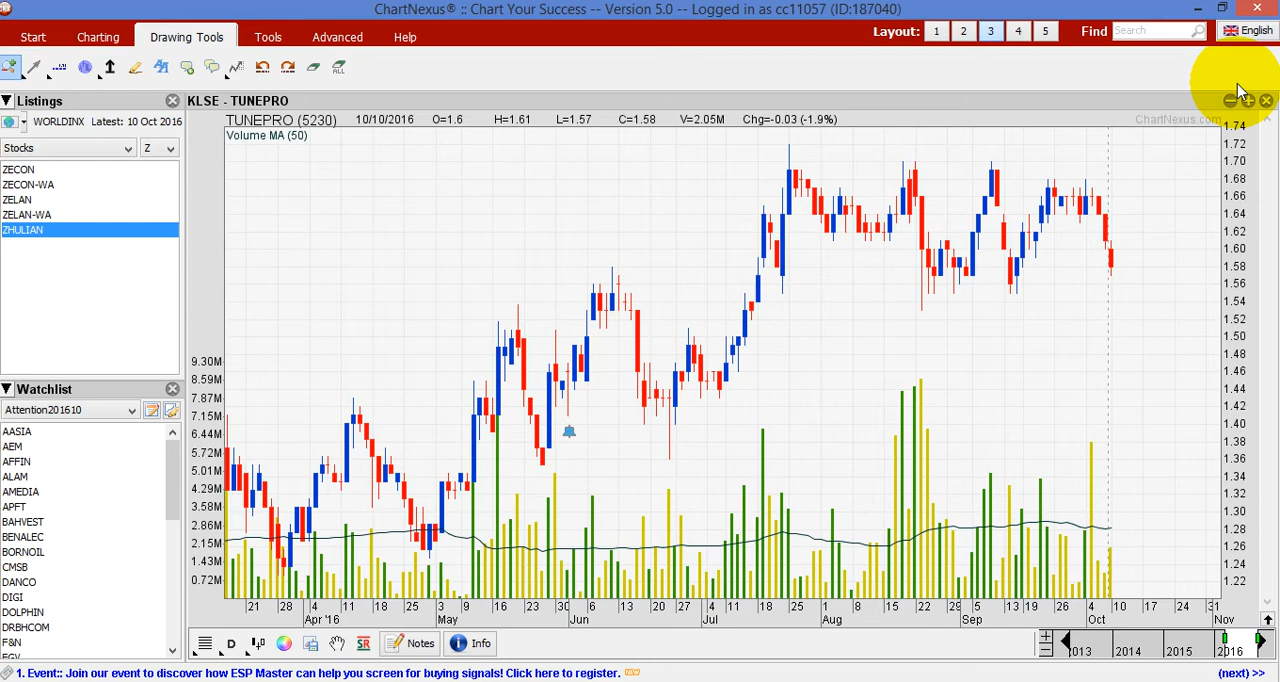 ChartNexus® :: Chart Your Success -- Version 5.0 -- Logged in as cc11057 (ID:187040)
Start Charting Drawing Tools Tools Advanced Help Layout: 1 2 3 4 5 Find Search English
ALL
Listings
WORLDINX Latest: 10 Oct 2016
Stocks Z
ZECON
ZECON-WA
ZELAN
ZELAN-WA
ZHULIAN
Watchlist
Attention201610
AASIA
AEM
AFFIN
ALAM
AMEDIA
APFT
BAHVEST
BENALEC
BORNOIL
CMSB
DANCO
DIGI
DOLPHIN
DRBHCOM
F&N
KLSE - TUNEPRO
TUNEPRO (5230) 10/10/2016 O=1.6 H=1.61 L=1.57 C=1.58 V=2.05M Chg=-0.03 (-1.9%)
ChartNexus.com
Volume MA (50)
1.74
1.72
1.70
1.68
1.66
1.64
1.62
1.60
1.58
1.56
1.54
1.52
1.50
1.48
1.46
1.44
1.42
1.40
1.38
1.36
1.34
1.32
1.30
1.28
1.26
1.24
1.22
9.30M
8.59M
7.87M
7.15M
6.44M
5.72M
5.01M
4.29M
3.58M
2.86M
2.15M
1.43M
0.72M
21 28 4 11 18 25 3 9 16 23 30 6 13 20 27 4 11 18 25 1 8 15 22 29 5 13 19 26 4 10 17 24 31
Apr '16 May Jun Jul Aug Sep Oct Nov
D SR Notes Info
013 2014 2015 2016
1. Event:: Join our event to discover how ESP Master can help you screen for buying signals! Click here to register. NEW
(next) >>